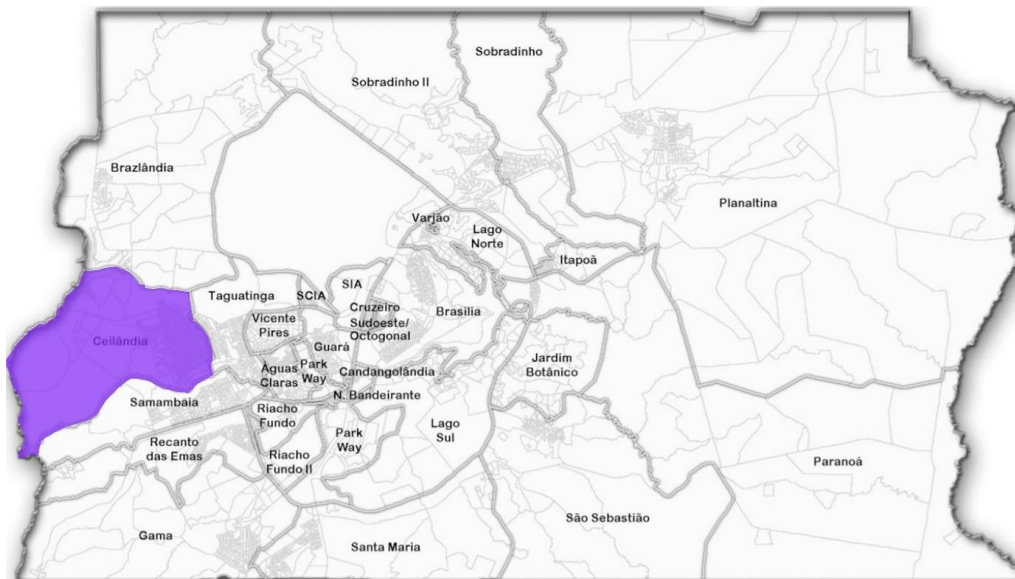 Sobradinho
Sobradinho II
Brazlândia
Planaltina
Varjão
Lago
Norte
Itapoã
Taguatinga
SCIA
SIA
Cruzeiro
Brasilia
Vicente
Pires
Sudoeste/
Octogonal
Ceilândia
Guará
Águas
Claras
Park
Way
Candangolândia
Jardim
Botânico
N. Bandeirante
Samambaia
Riacho
Fundo
Recanto
das Emas
Park
Way
Lago
Sul
Riacho
Fundo II
Paranoá
São Sebastião
Gama
Santa Maria